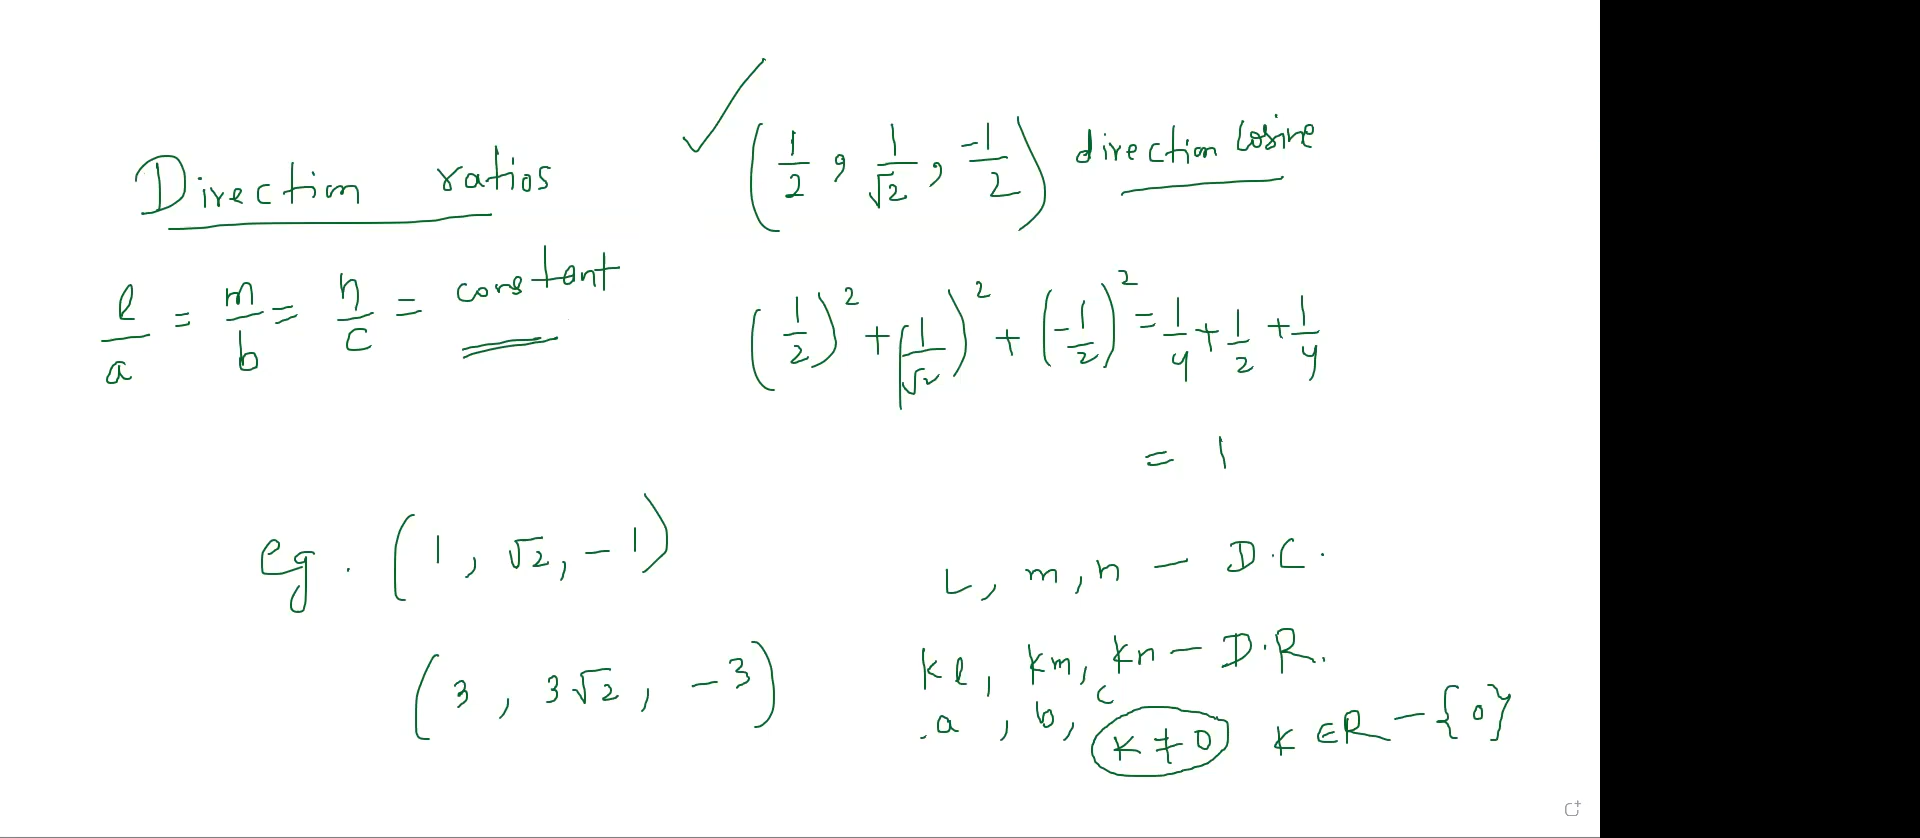 Direction ratios
l/a = m/b = n/c = constant
eg. (1, √2, -1)
(3, 3√2, -3)
✓ (1/2, 1/√2, -1/2) direction cosine
(1/2)² + (1/√2)² + (-1/2)² = 1/4 + 1/2 + 1/4
= 1
L, m, n - D.C.
kl, km, kn - D.R.
a, b, c
K ≠ 0 K ∈ R - {0}